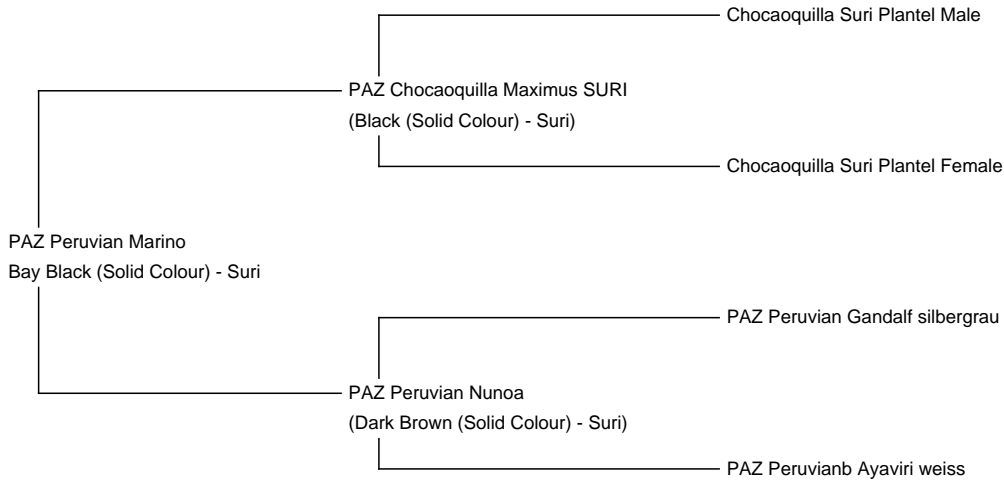 Chocaoquilla Suri Plantel Male
PAZ Chocaoquilla Maximus SURI
(Black (Solid Colour) - Suri)
Chocaoquilla Suri Plantel Female
PAZ Peruvian Marino
Bay Black (Solid Colour) - Suri
PAZ Peruvian Gandalf silbergrau
PAZ Peruvian Nunoa
(Dark Brown (Solid Colour) - Suri)
PAZ Peruvianb Ayaviri weiss